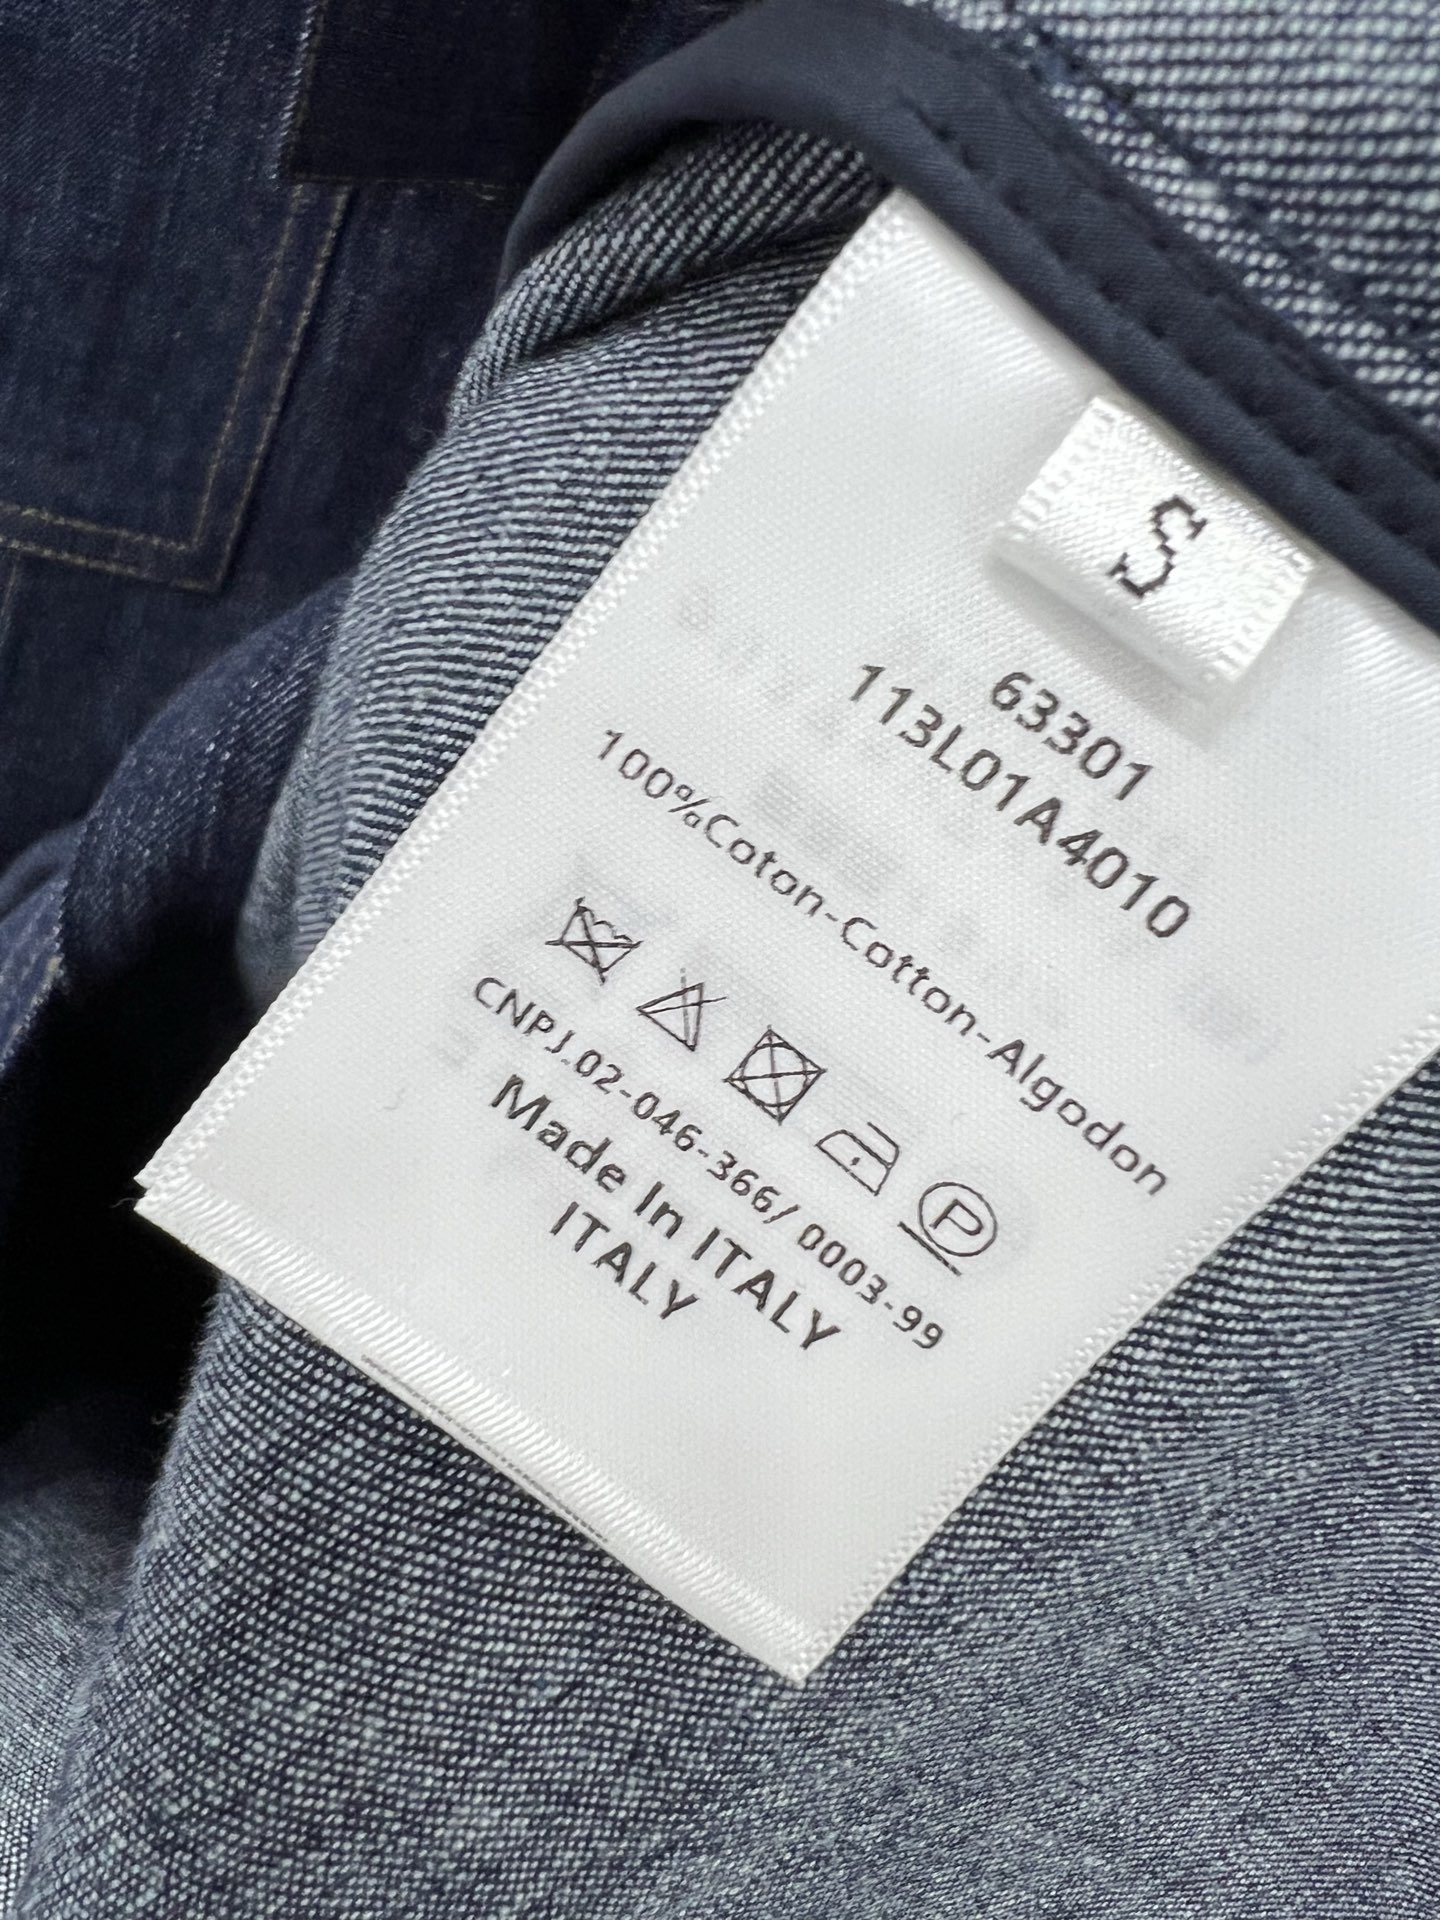 S
63301
113L01A4010
100%Coton-Cotton-Algodon
P
CNPJ.02-046-366/ 0003-99
Made In ITALY
ITALY